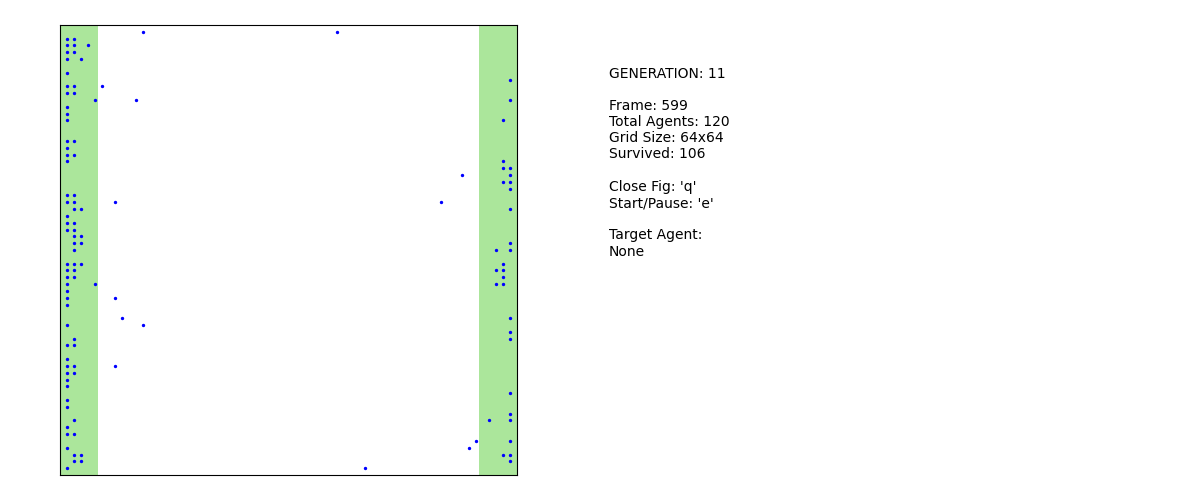 GENERATION: 11
Frame: 599
Total Agents: 120
Grid Size: 64x64
Survived: 106
Close Fig: 'q'
Start/Pause: 'e'
Target Agent:
None